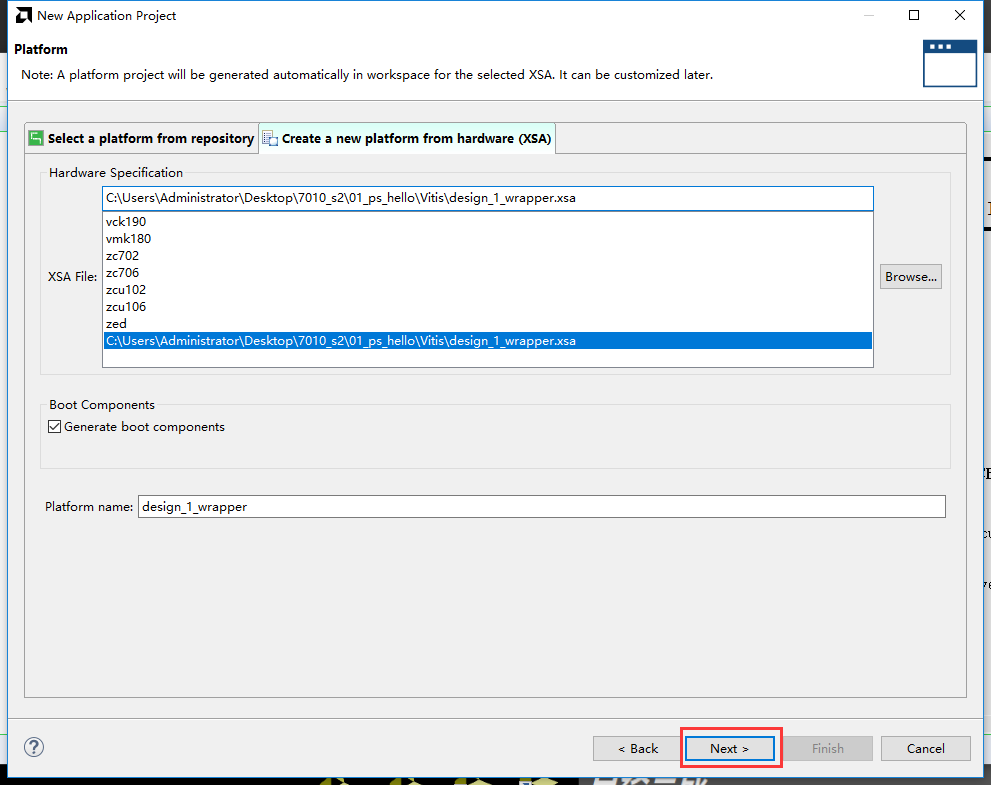 New Application Project
Platform
Note: A platform project will be generated automatically in workspace for the selected XSA. It can be customized later.
Select a platform from repository
Create a new platform from hardware (XSA)
Hardware Specification
C:\Users\Administrator\Desktop\7010_s2\01_ps_hello\Vitis\design_1_wrapper.xsa
vck190
vmk180
zc702
XSA File:
zc706
Browse...
zcu102
zcu106
zed
C:\Users\Administrator\Desktop\7010_s2\01_ps_hello\Vitis\design_1_wrapper.xsa
Boot Components
Generate boot components
Platform name:
design_1_wrapper
?
< Back
Next >
Finish
Cancel